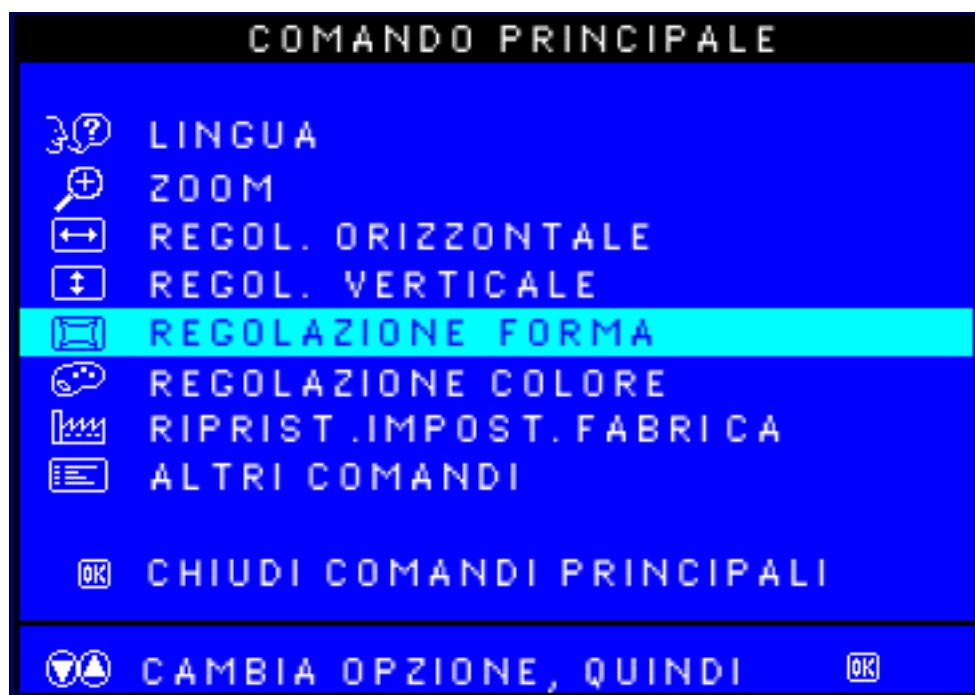 COMANDO PRINCIPALE
LINGUA
ZOOM
REGOL. ORIZZONTALE
REGOL. VERTICALE
REGOLAZIONE FORMA
REGOLAZIONE COLORE
RIPRIST.IMPOST.FABRICA
ALTRI COMANDI
OK CHIUDI COMANDI PRINCIPALI
CAMBIA OPZIONE, QUINDI OK